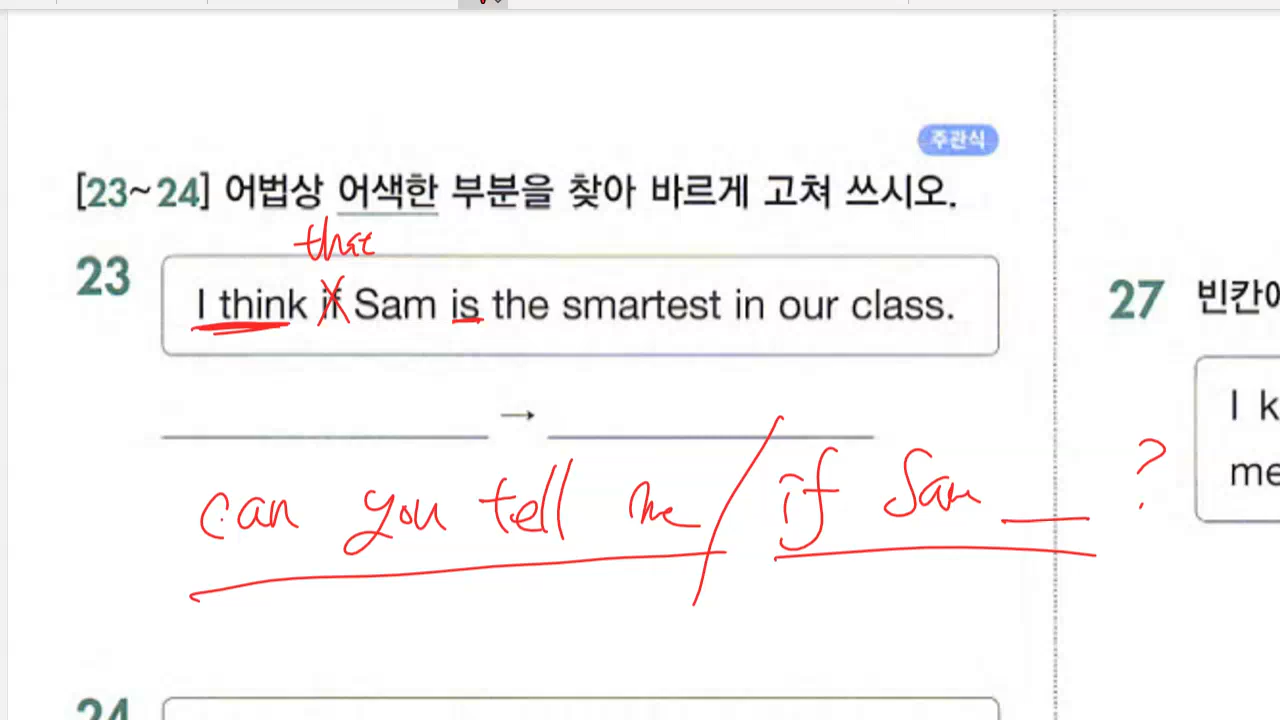 주관식
[23~24] 어법상 어색한 부분을 찾아 바르게 고쳐 쓰시오.
that
23 I think if Sam is the smartest in our class.
→
can you tell me / if Sam __ ?
24
27 빈칸에
I k
me